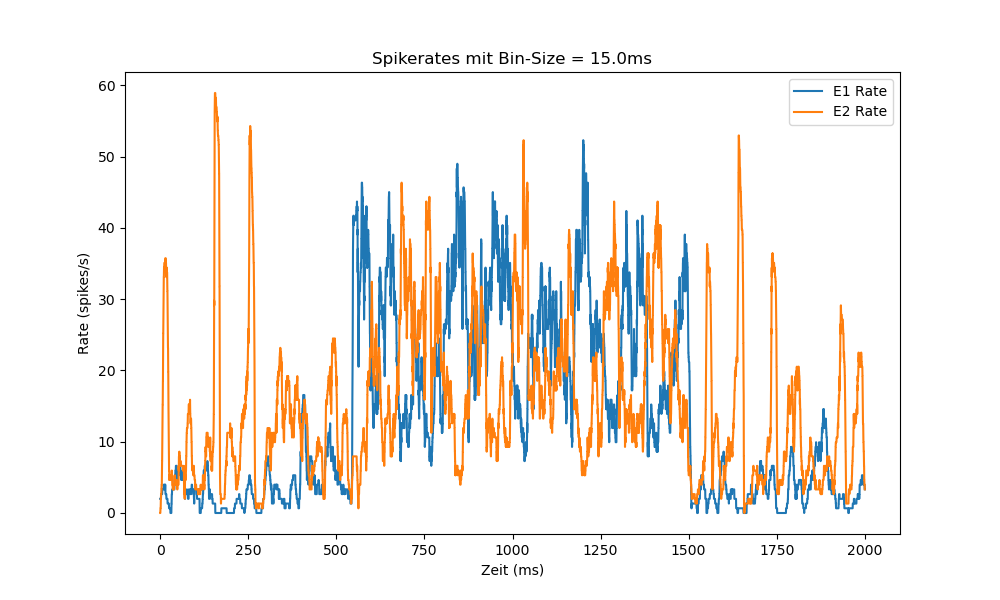 Spikerates mit Bin-Size = 15.0ms
E1 Rate
E2 Rate
60
50
40
30
20
10
0
Rate (spikes/s)
0 250 500 750 1000 1250 1500 1750 2000
Zeit (ms)